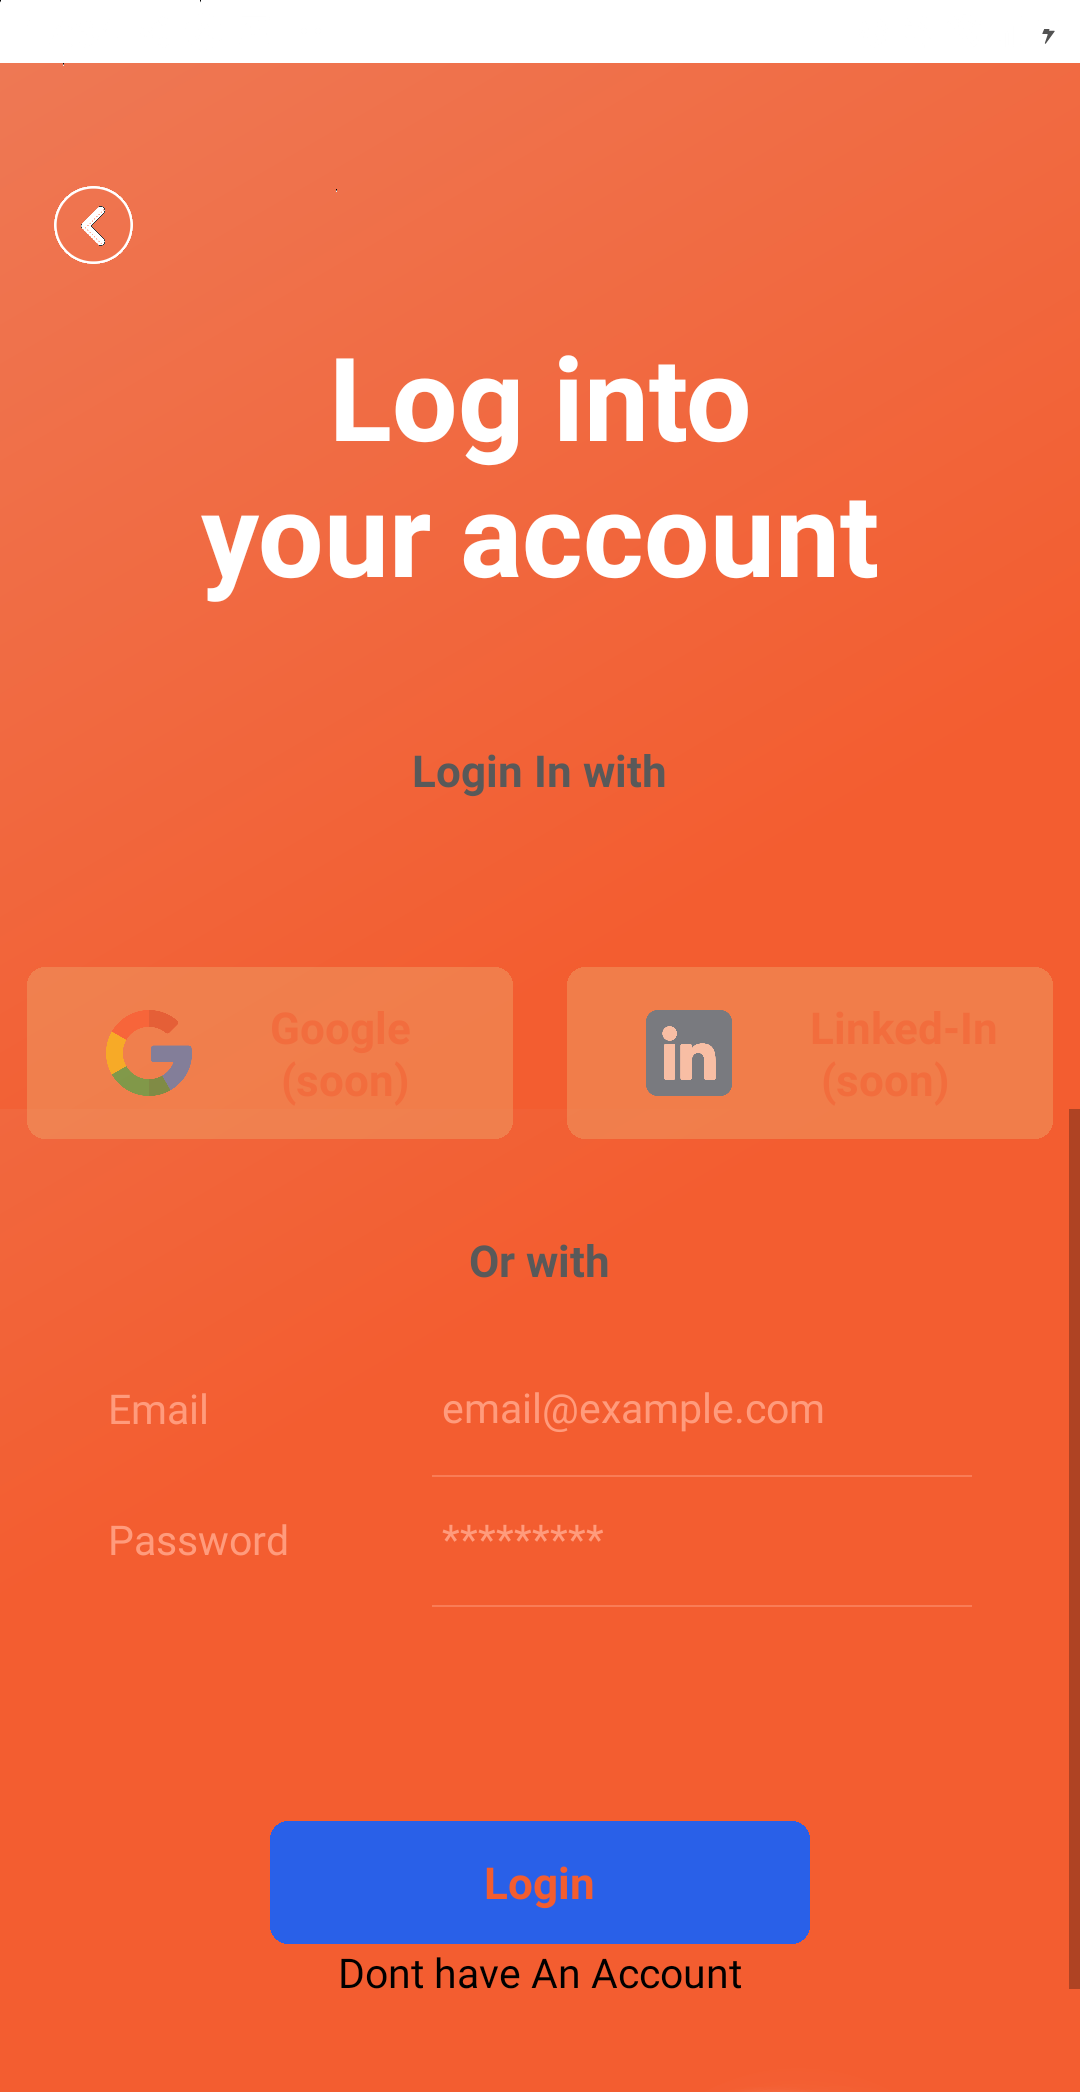 Log into
your account
Login In with
Google
(soon)
Linked-In
(soon)
Or with
Email
email@example.com
Password
*********
Login
Dont have An Account